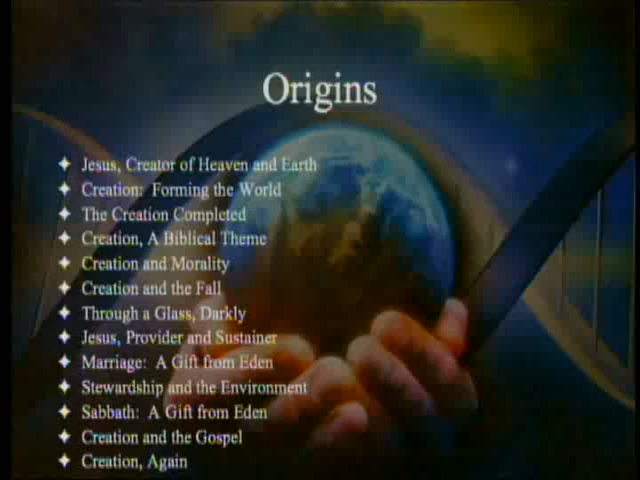 Origins
Jesus, Creator of Heaven and Earth
Creation: Forming the World
The Creation Completed
Creation, A Biblical Theme
Creation and Morality
Creation and the Fall
Through a Glass, Darkly
Jesus, Provider and Sustainer
Marriage: A Gift from Eden
Stewardship and the Environment
Sabbath: A Gift from Eden
Creation and the Gospel
Creation, Again